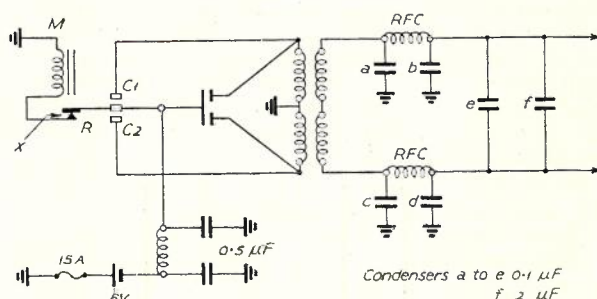 M
RFC
C1
a
b
R
C2
e
f
X
RFC
c
d
0·5 µF
15A
6V
Condensers a to e 0·1 µF
f 2 µF